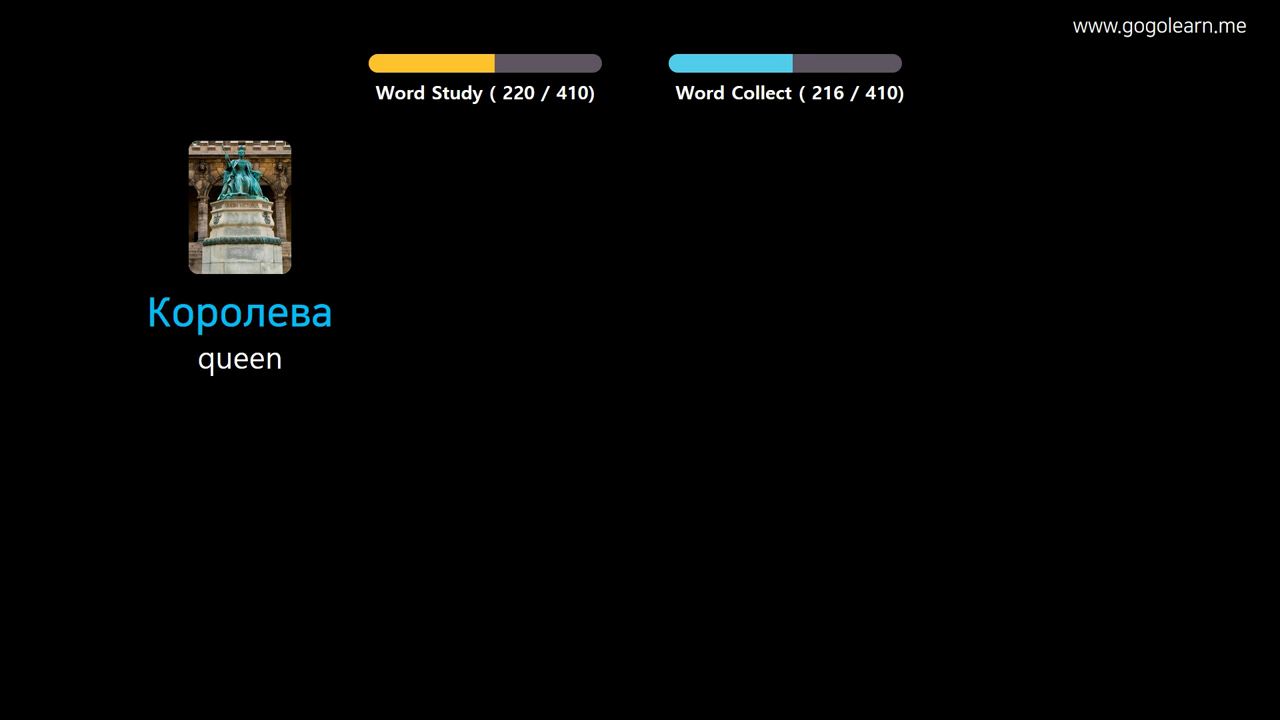 www.gogolearn.me
Word Study ( 220 / 410)
Word Collect ( 216 / 410)
Королева
queen